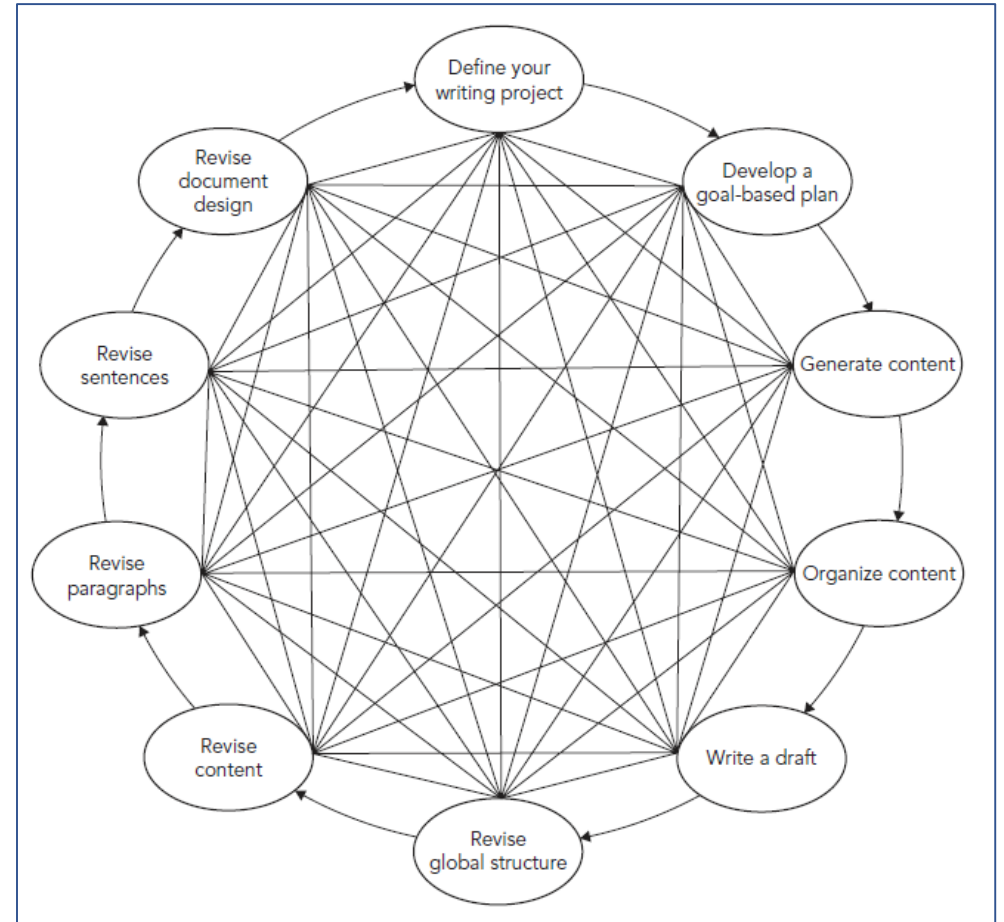 Define your
writing project
Develop a
goal-based plan
Generate content
Organize content
Write a draft
Revise
global structure
Revise
content
Revise
paragraphs
Revise
sentences
Revise
document
design